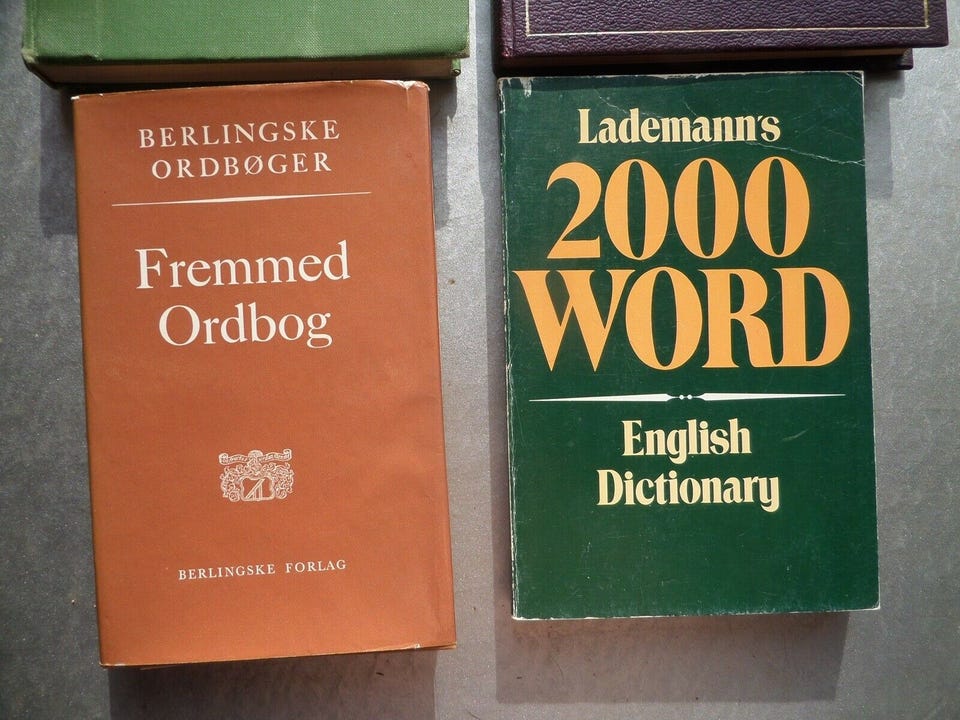 BERLINGSKE
ORDBØGER
Fremmed
Ordbog
BERLINGSKE FORLAG
Lademann's
2000
WORD
English
Dictionary